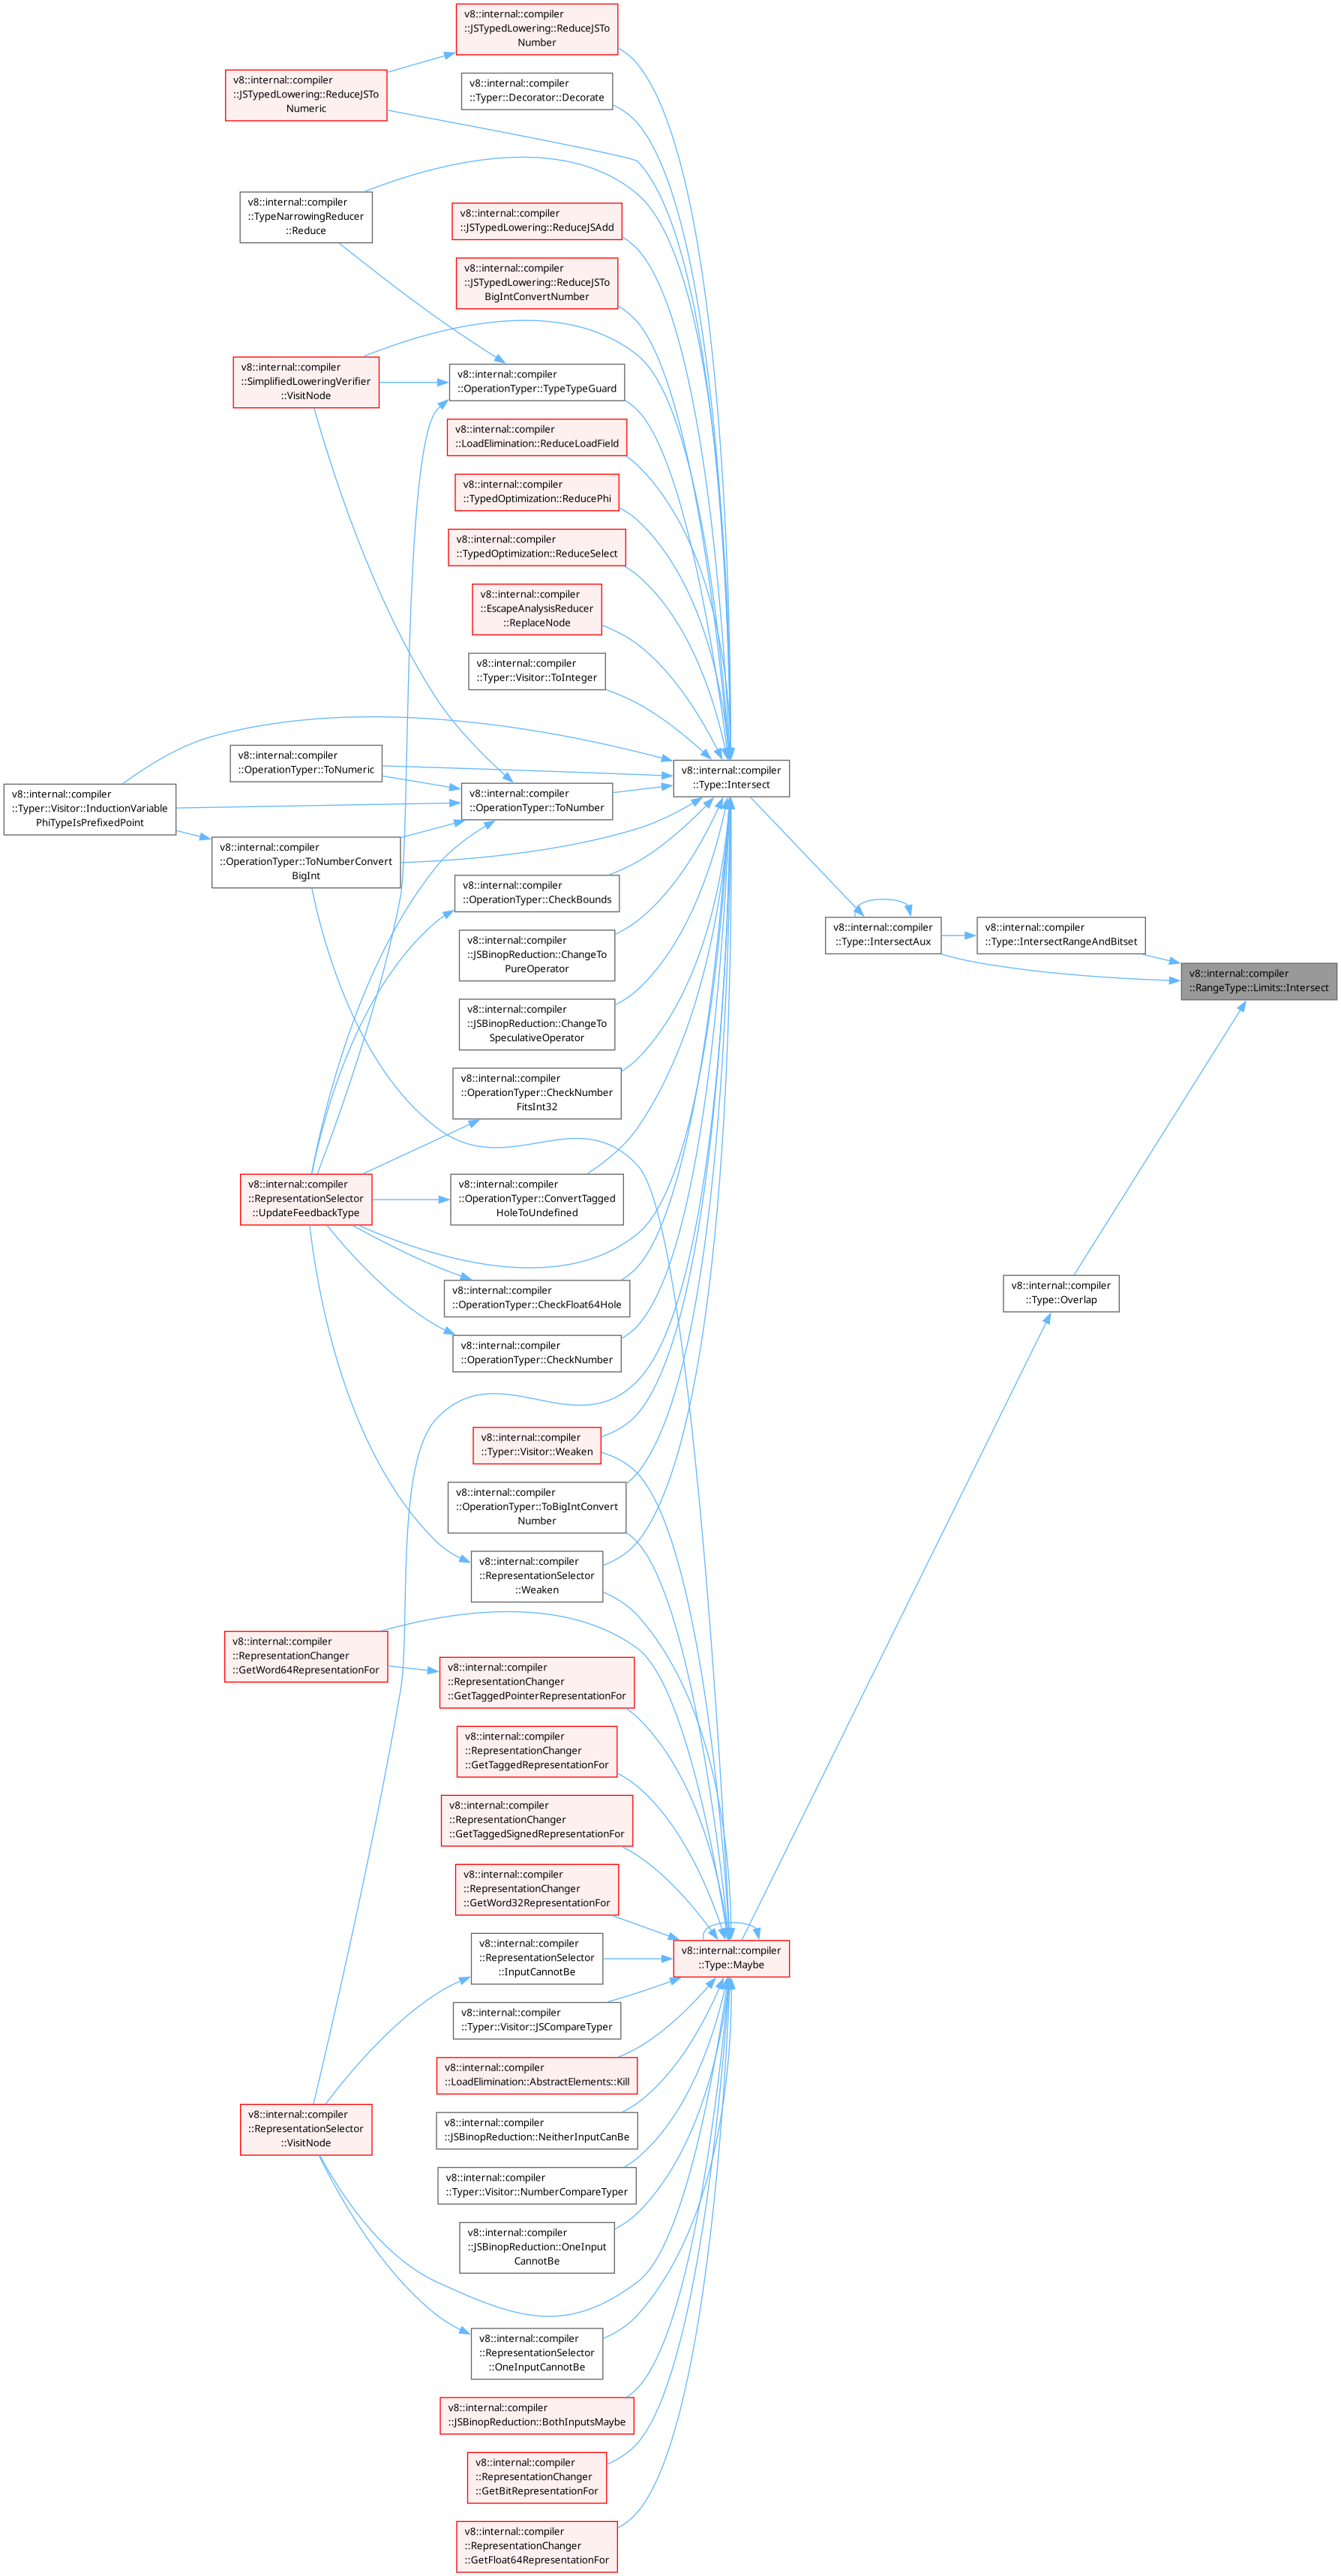 v8::internal::compiler
::JSTypedLowering::ReduceJSTo
Number
v8::internal::compiler
::JSTypedLowering::ReduceJSTo
Numeric
v8::internal::compiler
::Typer::Decorator::Decorate
v8::internal::compiler
::TypeNarrowingReducer
::Reduce
v8::internal::compiler
::JSTypedLowering::ReduceJSAdd
v8::internal::compiler
::JSTypedLowering::ReduceJSTo
BigIntConvertNumber
v8::internal::compiler
::SimplifiedLoweringVerifier
::VisitNode
v8::internal::compiler
::OperationTyper::TypeTypeGuard
v8::internal::compiler
::LoadElimination::ReduceLoadField
v8::internal::compiler
::TypedOptimization::ReducePhi
v8::internal::compiler
::TypedOptimization::ReduceSelect
v8::internal::compiler
::EscapeAnalysisReducer
::ReplaceNode
v8::internal::compiler
::Typer::Visitor::ToInteger
v8::internal::compiler
::OperationTyper::ToNumeric
v8::internal::compiler
::Type::Intersect
v8::internal::compiler
::Typer::Visitor::InductionVariable
PhiTypeIsPrefixedPoint
v8::internal::compiler
::OperationTyper::ToNumber
v8::internal::compiler
::OperationTyper::ToNumberConvert
BigInt
v8::internal::compiler
::OperationTyper::CheckBounds
v8::internal::compiler
::Type::IntersectAux
v8::internal::compiler
::Type::IntersectRangeAndBitset
v8::internal::compiler
::RangeType::Limits::Intersect
v8::internal::compiler
::JSBinopReduction::ChangeTo
PureOperator
v8::internal::compiler
::JSBinopReduction::ChangeTo
SpeculativeOperator
v8::internal::compiler
::OperationTyper::CheckNumber
FitsInt32
v8::internal::compiler
::RepresentationSelector
::UpdateFeedbackType
v8::internal::compiler
::OperationTyper::ConvertTagged
HoleToUndefined
v8::internal::compiler
::OperationTyper::CheckFloat64Hole
v8::internal::compiler
::Type::Overlap
v8::internal::compiler
::OperationTyper::CheckNumber
v8::internal::compiler
::Typer::Visitor::Weaken
v8::internal::compiler
::OperationTyper::ToBigIntConvert
Number
v8::internal::compiler
::RepresentationSelector
::Weaken
v8::internal::compiler
::RepresentationChanger
::GetWord64RepresentationFor
v8::internal::compiler
::RepresentationChanger
::GetTaggedPointerRepresentationFor
v8::internal::compiler
::RepresentationChanger
::GetTaggedRepresentationFor
v8::internal::compiler
::RepresentationChanger
::GetTaggedSignedRepresentationFor
v8::internal::compiler
::RepresentationChanger
::GetWord32RepresentationFor
v8::internal::compiler
::RepresentationSelector
::InputCannotBe
v8::internal::compiler
::Type::Maybe
v8::internal::compiler
::Typer::Visitor::JSCompareTyper
v8::internal::compiler
::LoadElimination::AbstractElements::Kill
v8::internal::compiler
::RepresentationSelector
::VisitNode
v8::internal::compiler
::JSBinopReduction::NeitherInputCanBe
v8::internal::compiler
::Typer::Visitor::NumberCompareTyper
v8::internal::compiler
::JSBinopReduction::OneInput
CannotBe
v8::internal::compiler
::RepresentationSelector
::OneInputCannotBe
v8::internal::compiler
::JSBinopReduction::BothInputsMaybe
v8::internal::compiler
::RepresentationChanger
::GetBitRepresentationFor
v8::internal::compiler
::RepresentationChanger
::GetFloat64RepresentationFor